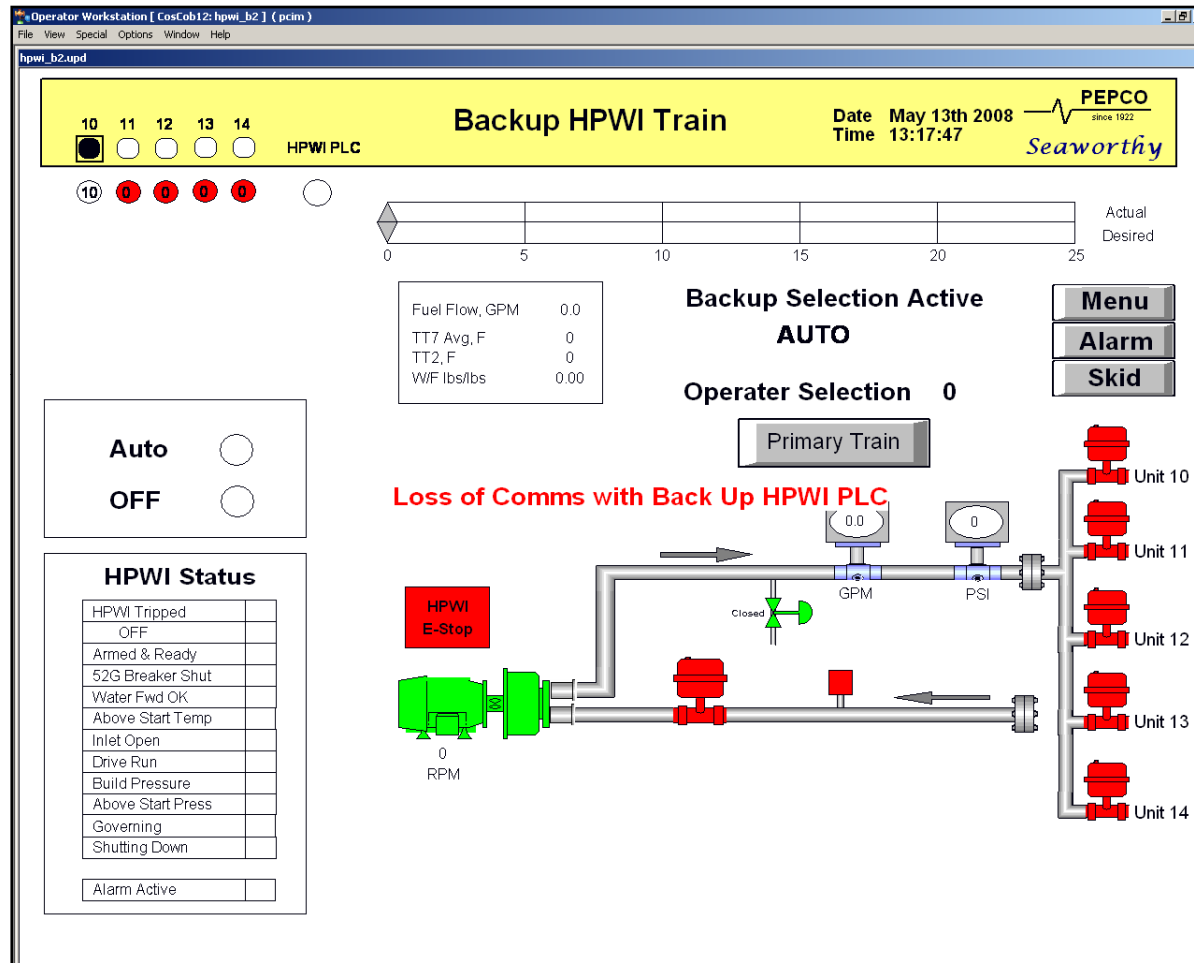 Operator Workstation [ CosCob12: hpwi_b2 ] ( pcim )
File View Special Options Window Help
hpwi_b2.upd
10 11 12 13 14
HPWI PLC
Backup HPWI Train
Date May 13th 2008
Time 13:17:47
PEPCO
since 1922
Seaworthy
10 0 0 0 0
Actual
Desired
0 5 10 15 20 25
Fuel Flow, GPM 0.0
TT7 Avg, F 0
TT2, F 0
W/F lbs/lbs 0.00
Backup Selection Active
AUTO
Operater Selection 0
Primary Train
Menu
Alarm
Skid
Auto
OFF
Loss of Comms with Back Up HPWI PLC
0.0
0
GPM
PSI
Closed
HPWI
E-Stop
0
RPM
Unit 10
Unit 11
Unit 12
Unit 13
Unit 14
HPWI Status
HPWI Tripped
OFF
Armed & Ready
52G Breaker Shut
Water Fwd OK
Above Start Temp
Inlet Open
Drive Run
Build Pressure
Above Start Press
Governing
Shutting Down
Alarm Active